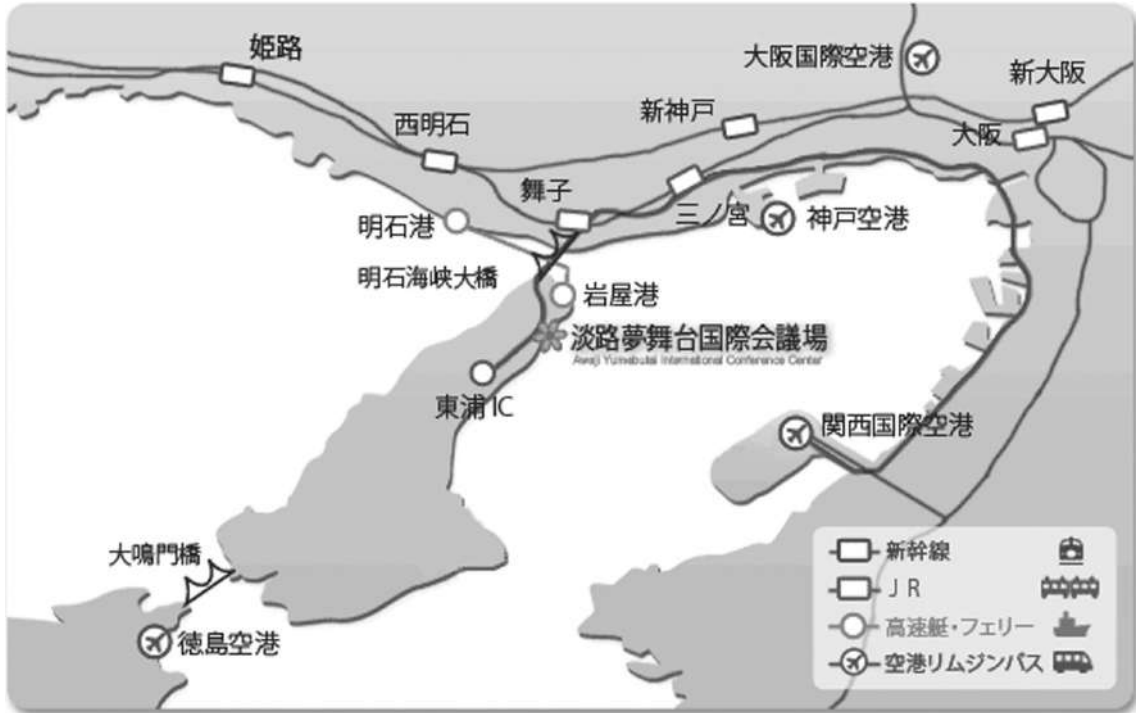 姫路
大阪国際空港
新大阪
西明石
新神戸
大阪
舞子
三ノ宮
神戸空港
明石港
明石海峡大橋
岩屋港
淡路夢舞台国際会議場
Awaji Yumebutai International Conference Center
東浦IC
関西国際空港
大鳴門橋
徳島空港
新幹線
JR
高速艇・フェリー
空港リムジンバス